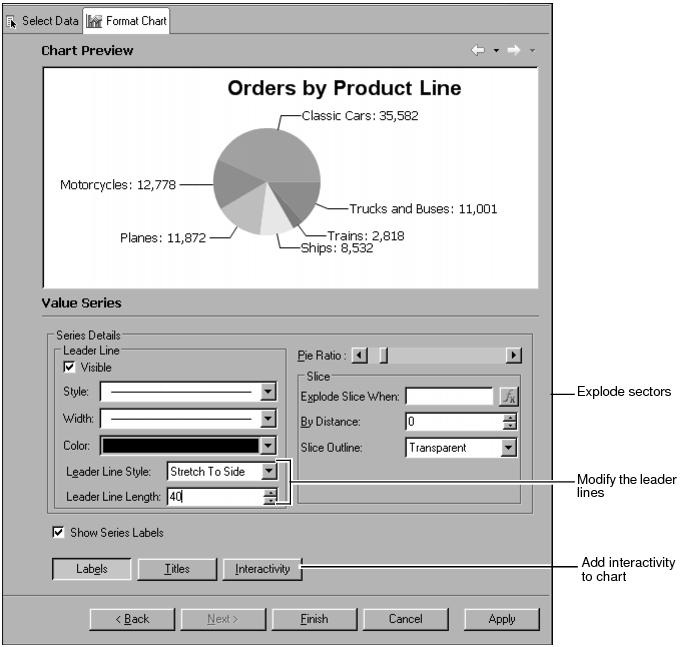 Select Data
Format Chart
Chart Preview
Orders by Product Line
Classic Cars: 35,582
Motorcycles: 12,778
Trucks and Buses: 11,001
Planes: 11,872
Trains: 2,818
Ships: 8,532
Value Series
Series Details
Leader Line
Visible
Style:
Width:
Color:
Leader Line Style: Stretch To Side
Leader Line Length: 40
Pie Ratio :
Slice
Explode Slice When:
fx
By Distance: 0
Slice Outline: Transparent
Explode sectors
Modify the leader
lines
Show Series Labels
Labels
Titles
Interactivity
Add interactivity
to chart
< Back
Next >
Finish
Cancel
Apply